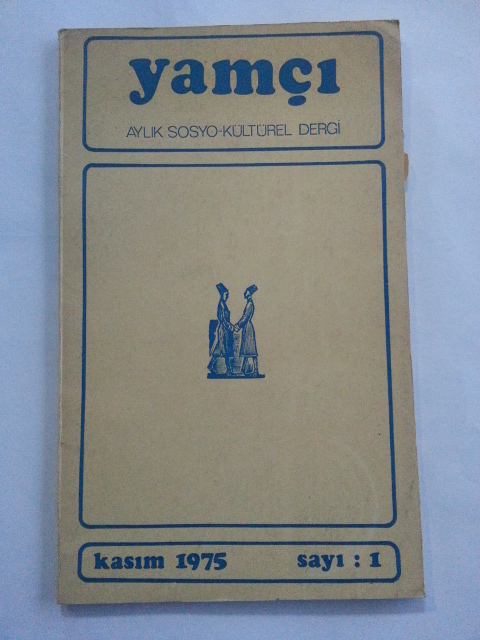 yamçı
AYLIK SOSYO-KÜLTÜREL DERGİ
kasım 1975 sayı : 1